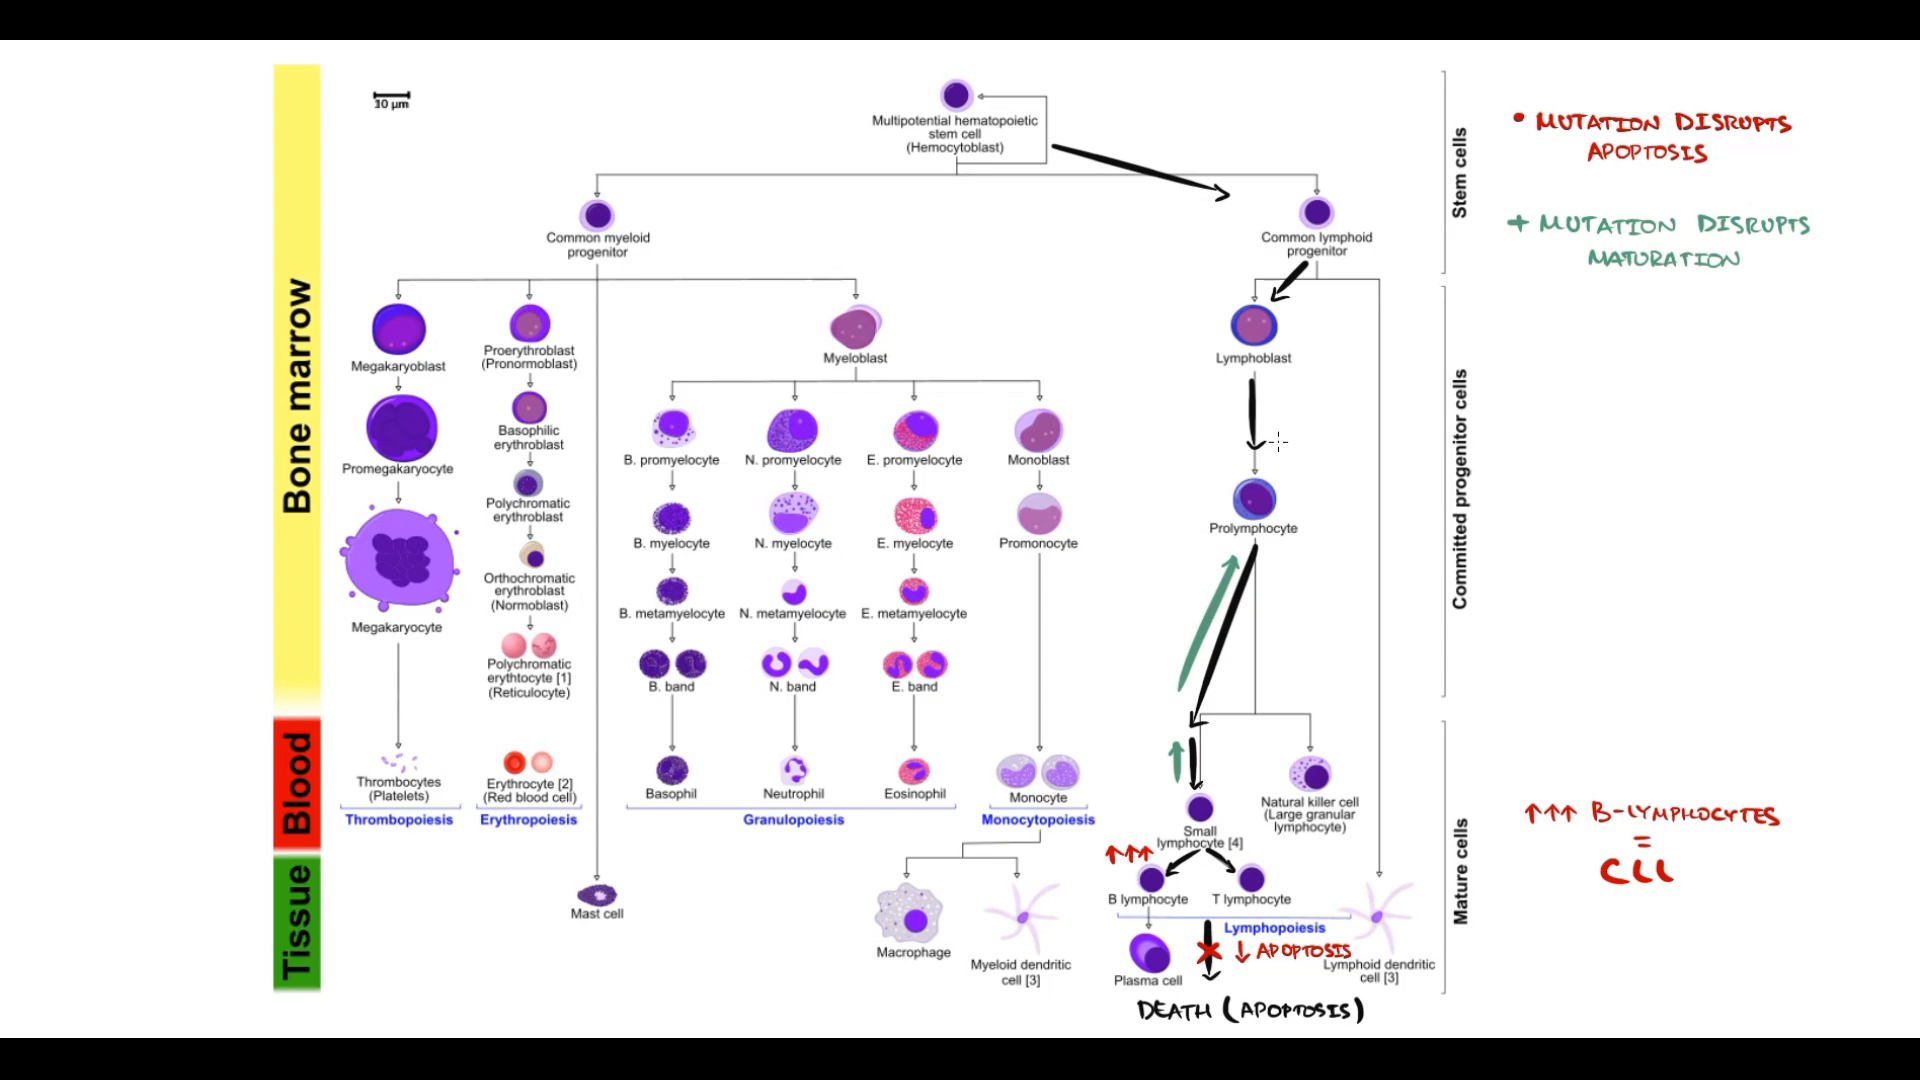 10 µm
Multipotential hematopoietic
stem cell
(Hemocytoblast)
Common myeloid
progenitor
Common lymphoid
progenitor
Megakaryoblast
Proerythroblast
(Pronormoblast)
Myeloblast
Lymphoblast
Promegakaryocyte
Basophilic
erythroblast
B. promyelocyte
N. promyelocyte
E. promyelocyte
Monoblast
Polychromatic
erythroblast
B. myelocyte
N. myelocyte
E. myelocyte
Promonocyte
Prolymphocyte
Megakaryocyte
Orthochromatic
erythroblast
(Normoblast)
B. metamyelocyte
N. metamyelocyte
E. metamyelocyte
Polychromatic
erythtocyte [1]
(Reticulocyte)
B. band
N. band
E. band
Thrombocytes
(Platelets)
Erythrocyte [2]
(Red blood cell)
Basophil
Neutrophil
Eosinophil
Monocyte
Small
lymphocyte [4]
Natural killer cell
(Large granular
lymphocyte)
Thrombopoiesis
Erythropoiesis
Granulopoiesis
Monocytopoiesis
Mast cell
Macrophage
Myeloid dendritic
cell [3]
↑↑↑
B lymphocyte
T lymphocyte
Lymphopoiesis
Plasma cell
↓ APOPTOSIS
Lymphoid dendritic
cell [3]
DEATH (APOPTOSIS)
Bone marrow
Blood
Tissue
Stem cells
Committed progenitor cells
Mature cells
• MUTATION DISRUPTS
APOPTOSIS
+ MUTATION DISRUPTS
MATURATION
↑↑↑ B-LYMPHOCYTES
=
CLL